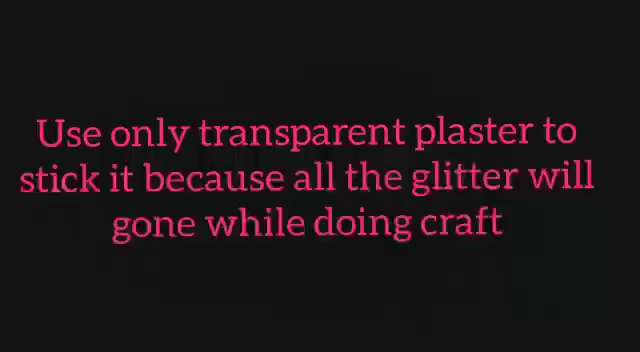 Use only transparent plaster to
stick it because all the glitter will
gone while doing craft